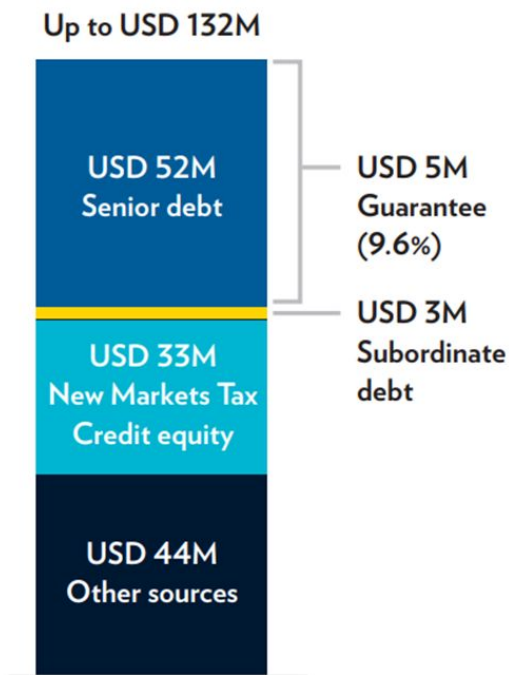 Up to USD 132M
USD 52M
Senior debt
USD 5M
Guarantee
(9.6%)
USD 3M
Subordinate
debt
USD 33M
New Markets Tax
Credit equity
USD 44M
Other sources